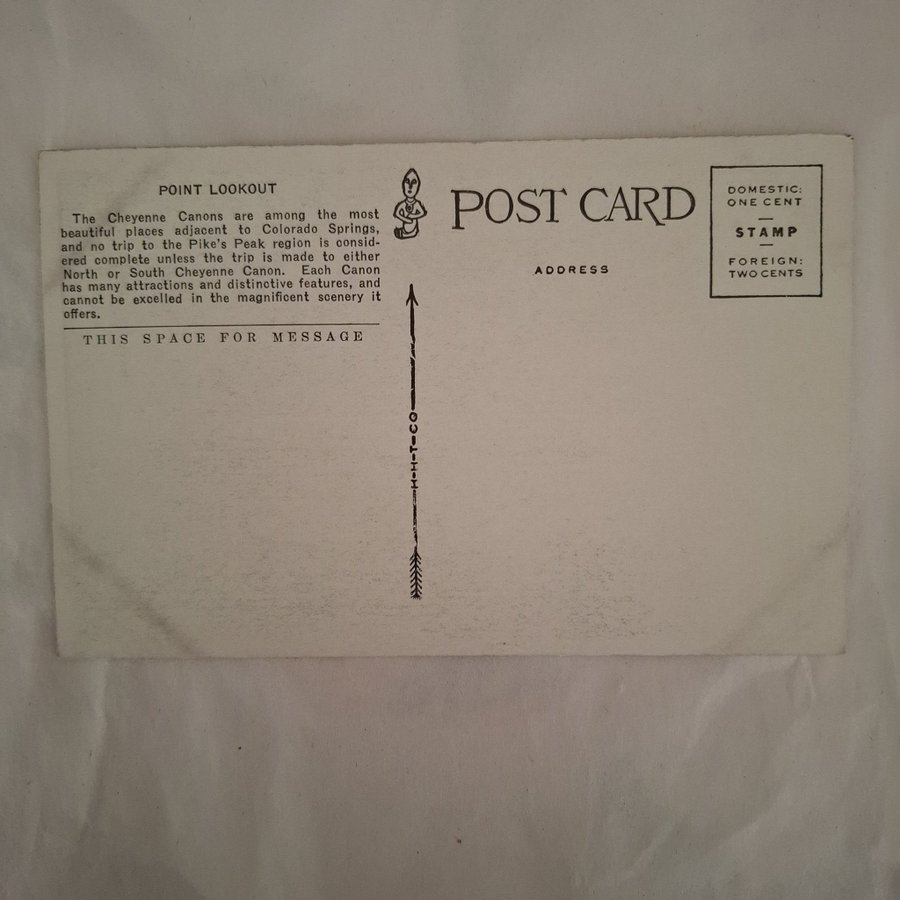 POINT LOOKOUT
The Cheyenne Canons are among the most
beautiful places adjacent to Colorado Springs,
and no trip to the Pike's Peak region is consid-
ered complete unless the trip is made to either
North or South Cheyenne Canon. Each Canon
has many attractions and distinctive features, and
cannot be excelled in the magnificent scenery it
offers.
THIS SPACE FOR MESSAGE
H-H-T-CO
POST CARD
ADDRESS
DOMESTIC:
ONE CENT
STAMP
FOREIGN:
TWO CENTS